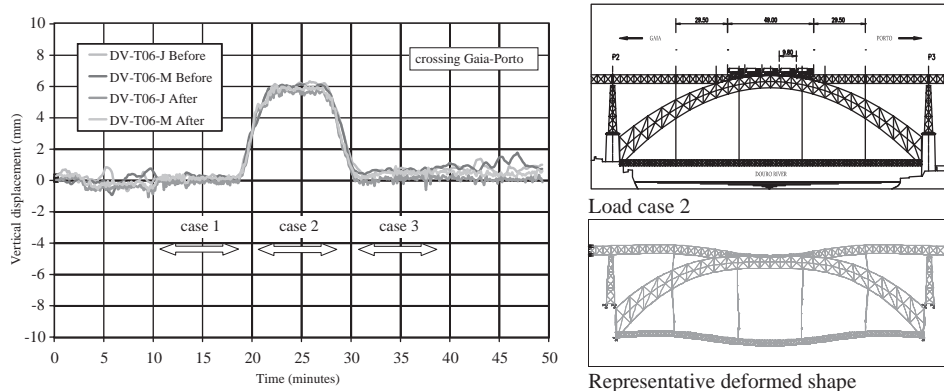 10
8
6
4
2
0
-2
-4
-6
-8
-10
Vertical displacement (mm)
DV-T06-J Before
DV-T06-M Before
DV-T06-J After
DV-T06-M After
crossing Gaia-Porto
case 1
case 2
case 3
0 5 10 15 20 25 30 35 40 45 50
Time (minutes)
29.50 49.00 29.50
GAIA
PORTO
9.80
P2
P3
DOURO RIVER
Load case 2
Representative deformed shape